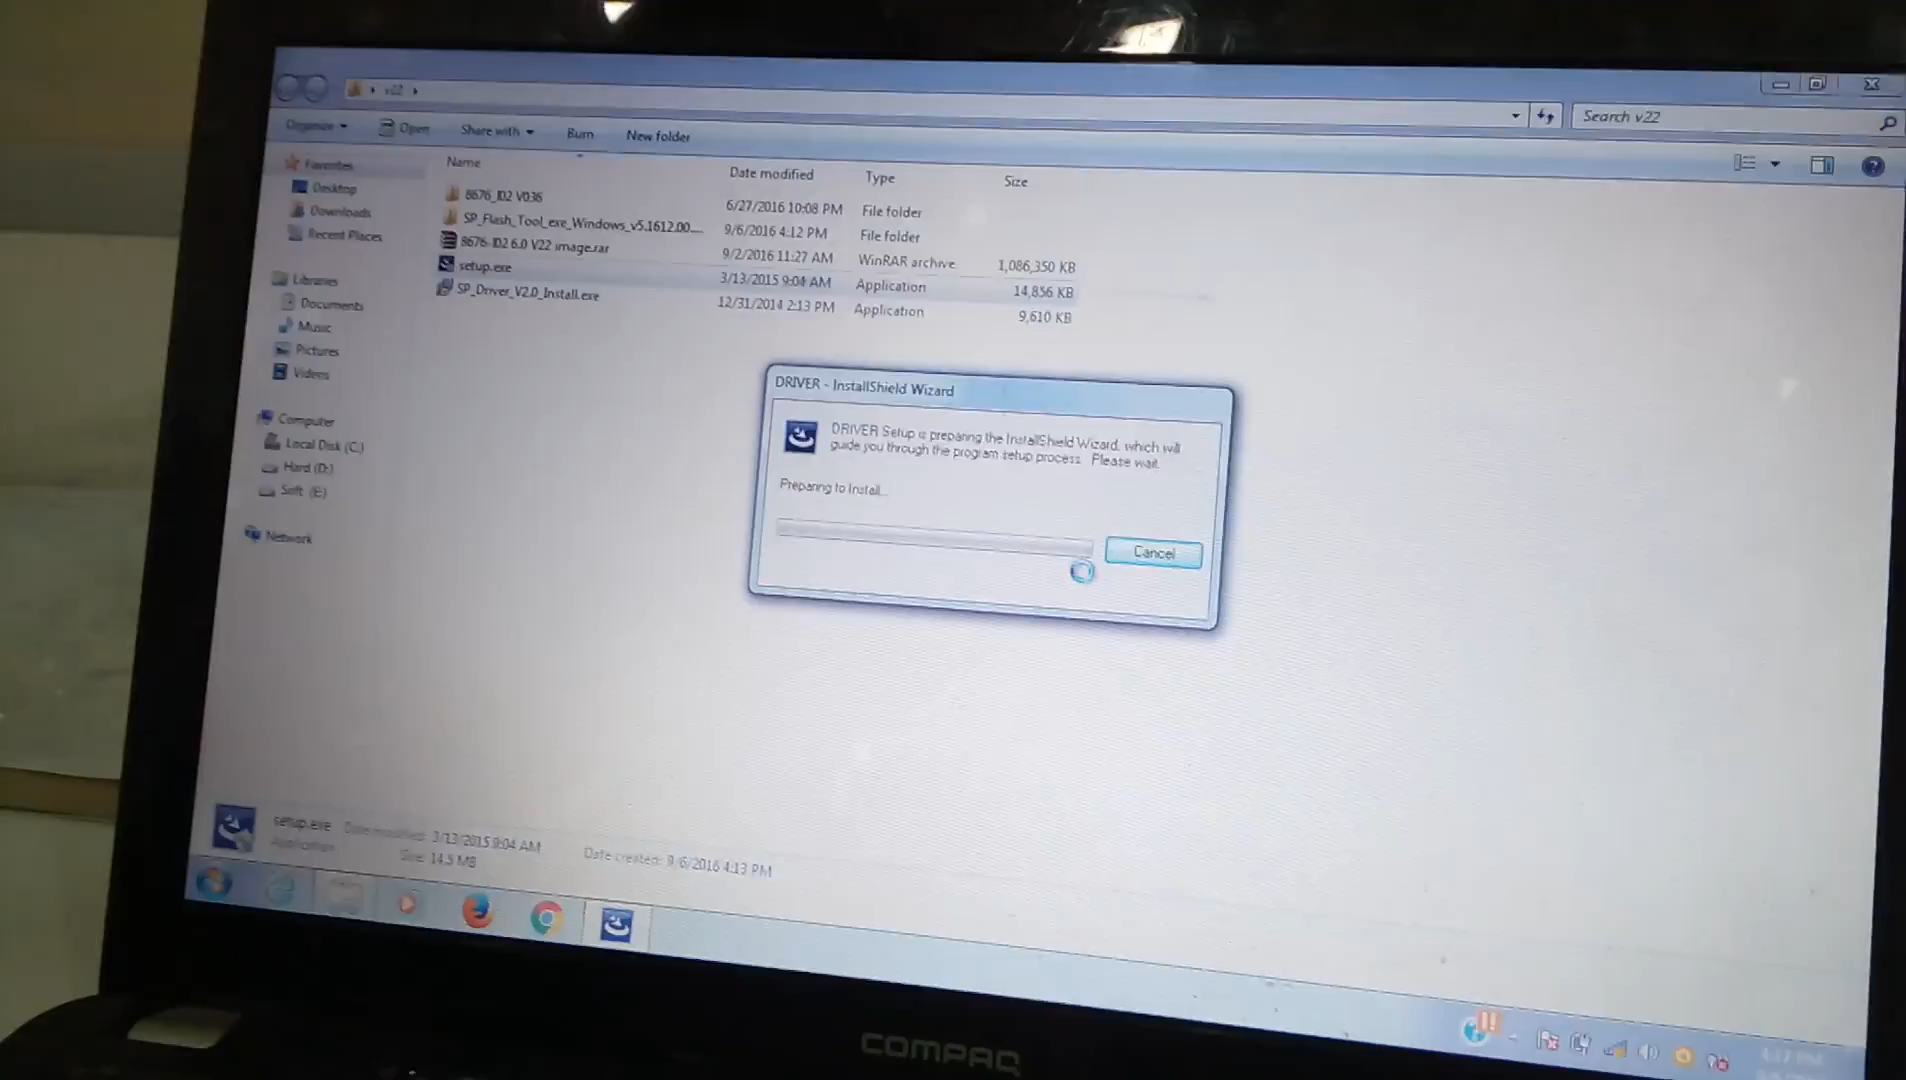 v22
Search v22
Organize
Open
Share with
Burn
New folder
Favorites
Desktop
Downloads
Recent Places
Libraries
Documents
Music
Pictures
Videos
Computer
Local Disk (C:)
Hard (D:)
Soft (E:)
Network
Name Date modified Type Size
8676_I02 V036 6/27/2016 10:08 PM File folder
SP_Flash_Tool_exe_Windows_v5.1612.00.... 9/6/2016 4:12 PM File folder
8676-I02 6.0 V22 image.rar 9/2/2016 11:27 AM WinRAR archive 1,086,350 KB
setup.exe 3/13/2015 9:04 AM Application 14,856 KB
SP_Driver_V2.0_Install.exe 12/31/2014 2:13 PM Application 9,610 KB
DRIVER - InstallShield Wizard
DRIVER Setup is preparing the InstallShield Wizard, which will
guide you through the program setup process. Please wait.
Preparing to Install...
Cancel
setup.exe Date modified: 3/13/2015 9:04 AM Date created: 9/6/2016 4:13 PM
Application Size: 14.5 MB
4:17 PM
COMPAQ